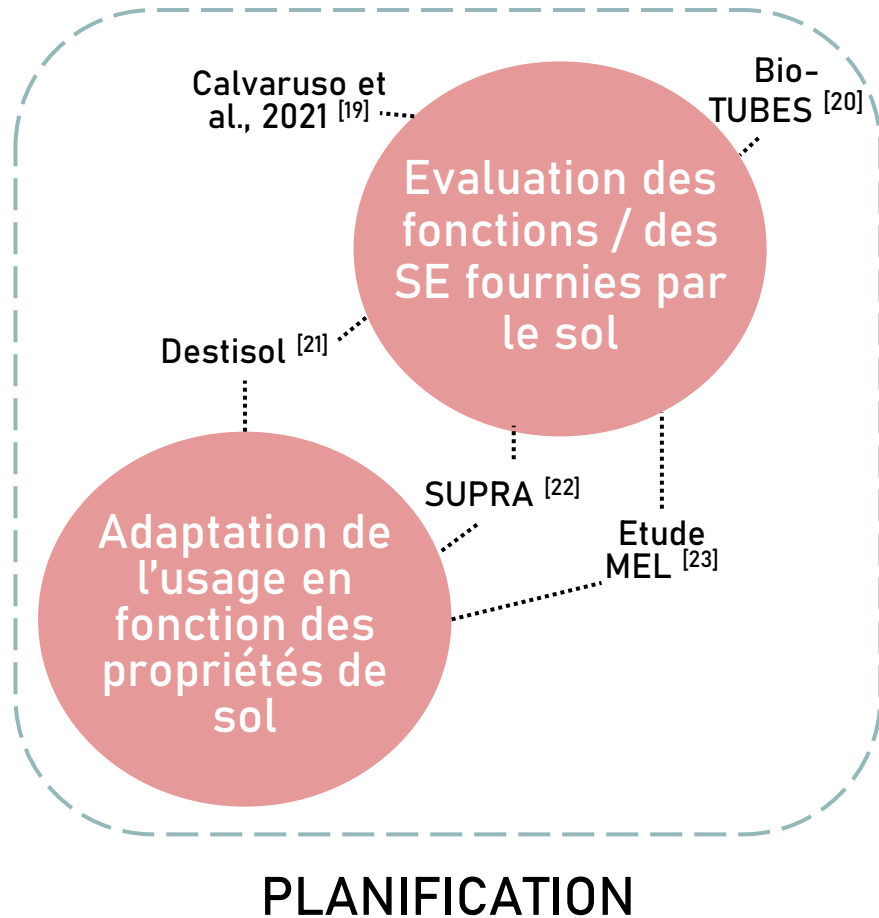 Calvaruso et
al., 2021 [19]
Bio-
TUBES [20]
Evaluation des
fonctions / des
SE fournies par
le sol
Destisol [21]
SUPRA [22]
Etude
MEL [23]
Adaptation de
l'usage en
fonction des
propriétés de
sol
PLANIFICATION